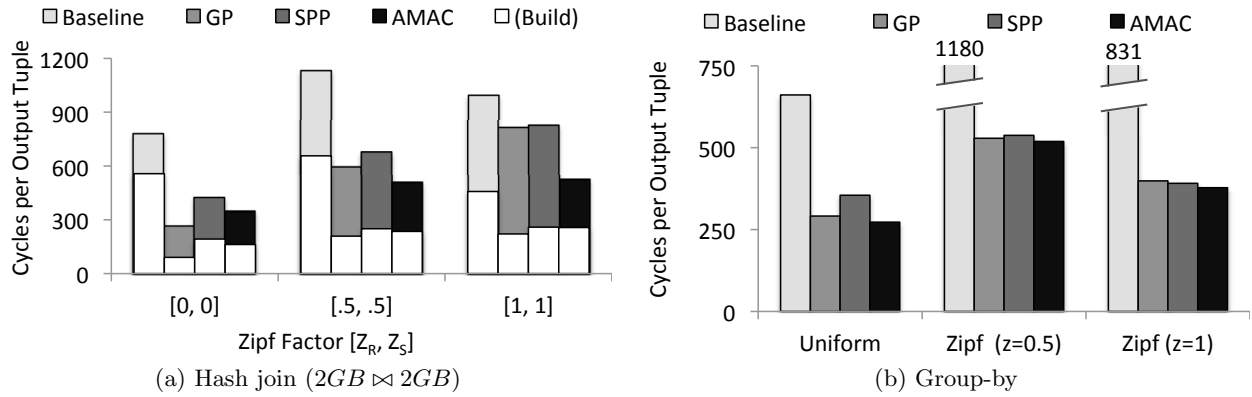 Baseline GP SPP AMAC (Build)
1200
900
600
300
0
Cycles per Output Tuple
[0, 0] [.5, .5] [1, 1]
Zipf Factor [Z_R, Z_S]
(a) Hash join (2GB ⋈ 2GB)
Baseline GP SPP AMAC
1180 831
750
500
250
0
Cycles per Output Tuple
Uniform Zipf (z=0.5) Zipf (z=1)
(b) Group-by